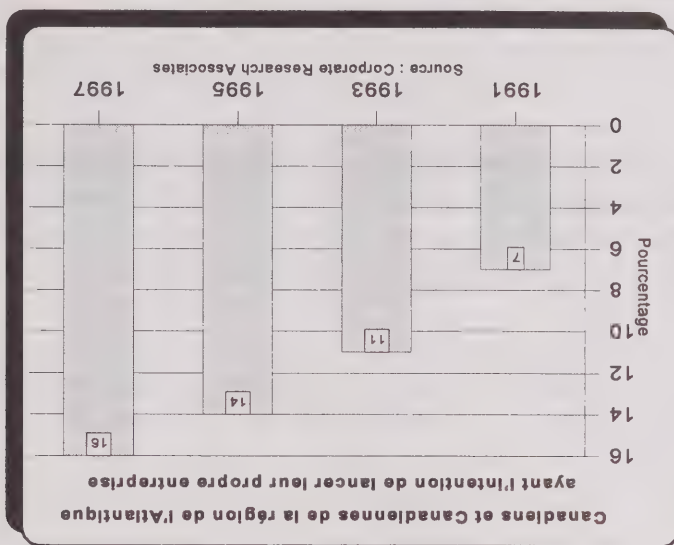 Canadiens et Canadiennes de la région de l'Atlantique
ayant l'intention de lancer leur propre entreprise
Pourcentage
16
14
12
10
8
6
4
2
0
7
11
14
16
1991 1993 1995 1997
Source : Corporate Research Associates